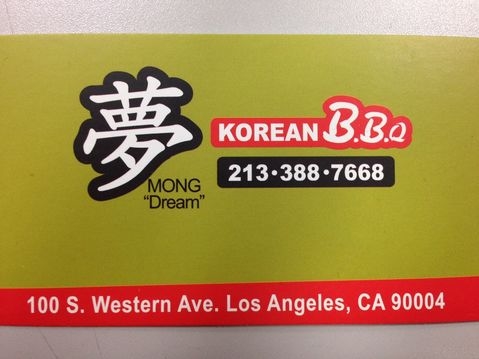 夢
MONG
"Dream"
KOREAN B.B.Q
213·388·7668
100 S. Western Ave. Los Angeles, CA 90004